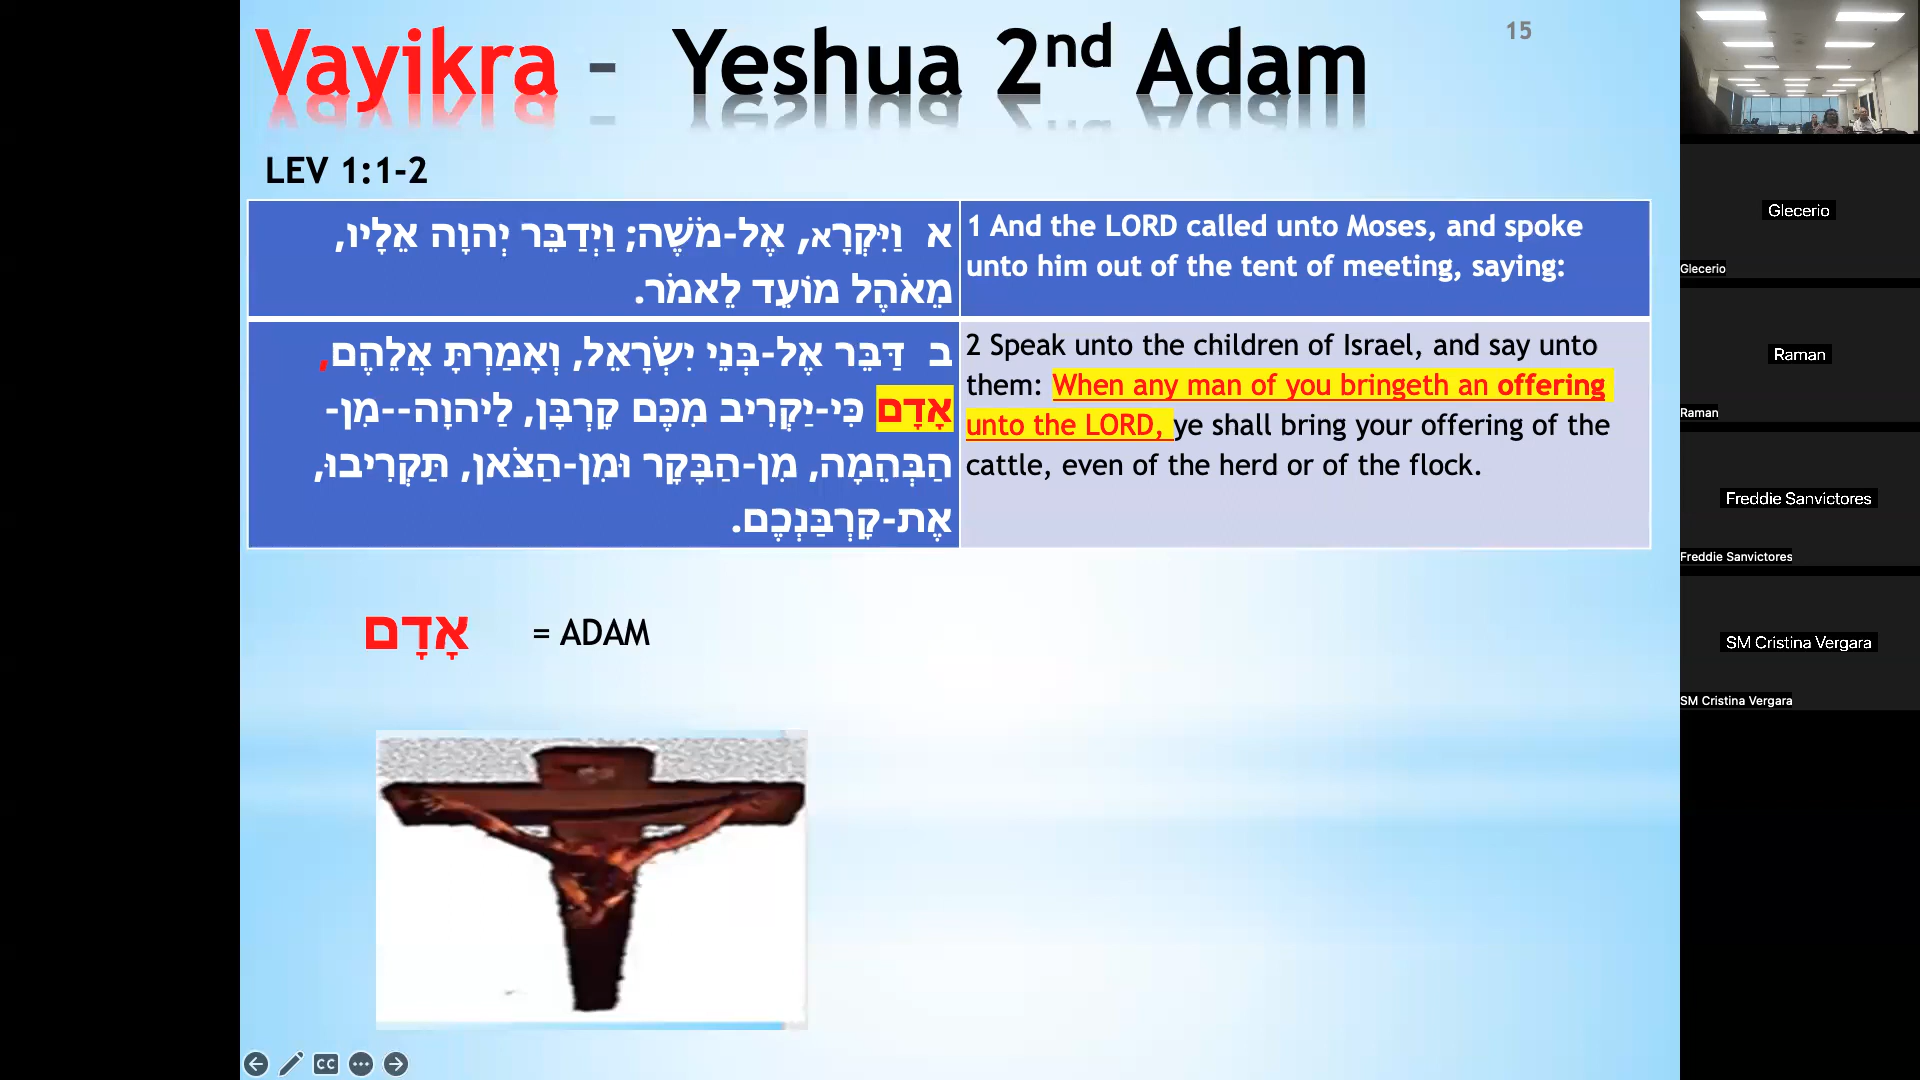 Vayikra - Yeshua 2nd Adam
15
LEV 1:1-2
א וַיִּקְרָא, אֶל-מֹשֶׁה; וַיְדַבֵּר יְהוָה אֵלָיו,
מֵאֹהֶל מוֹעֵד לֵאמֹר.
1 And the LORD called unto Moses, and spoke
unto him out of the tent of meeting, saying:
ב דַּבֵּר אֶל-בְּנֵי יִשְׂרָאֵל, וְאָמַרְתָּ אֲלֵהֶם,
אָדָם כִּי-יַקְרִיב מִכֶּם קָרְבָּן, לַיהוָה--מִן-
הַבְּהֵמָה, מִן-הַבָּקָר וּמִן-הַצֹּאן, תַּקְרִיבוּ,
אֶת-קָרְבַּנְכֶם.
2 Speak unto the children of Israel, and say unto
them: When any man of you bringeth an offering
unto the LORD, ye shall bring your offering of the
cattle, even of the herd or of the flock.
אָדָם = ADAM
CC
Glecerio
Glecerio
Raman
Raman
Freddie Sanvictores
Freddie Sanvictores
SM Cristina Vergara
SM Cristina Vergara